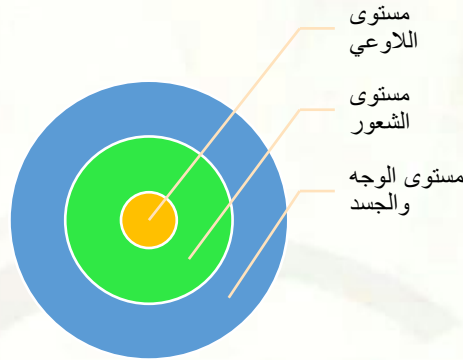 مستوى
اللاوعي
مستوى
الشعور
مستوى الوجه
والجسد